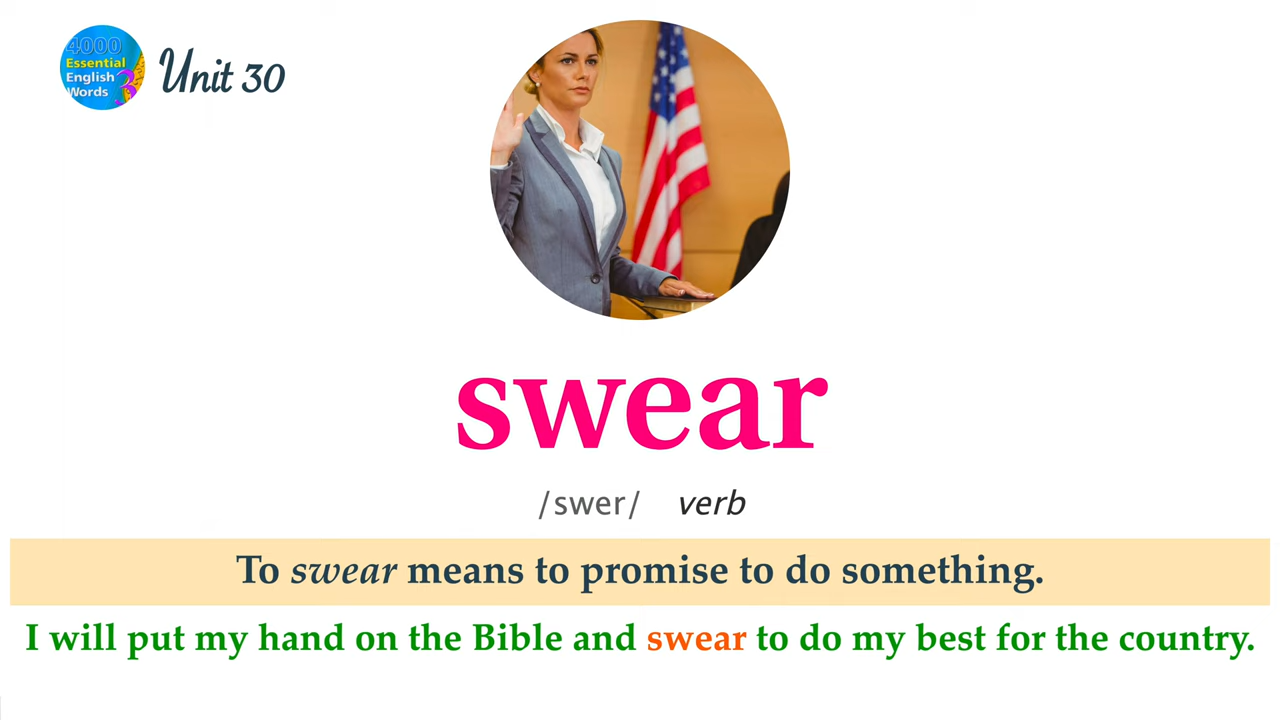 4000
Essential
English
Words 3
Unit 30
swear
/swer/ verb
To swear means to promise to do something.
I will put my hand on the Bible and swear to do my best for the country.